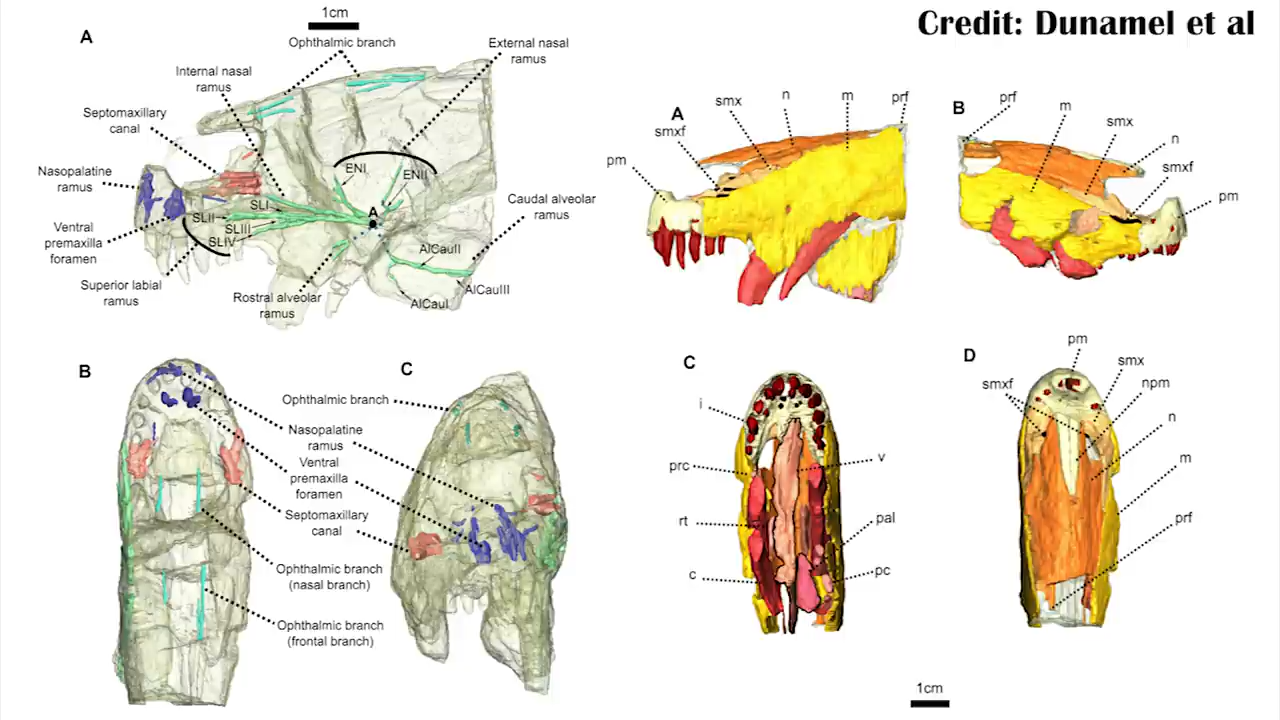 Credit: Dunamel et al
1cm
A
Ophthalmic branch
External nasal
ramus
Internal nasal
ramus
Septomaxillary
canal
Nasopalatine
ramus
Ventral
premaxilla
foramen
Superior labial
ramus
Rostral alveolar
ramus
Caudal alveolar
ramus
ENI
ENII
A
SLI
SLII
SLIII
SLIV
AlCauII
AlCauIII
AlCauI
B
C
Ophthalmic branch
Nasopalatine
ramus
Ventral
premaxilla
foramen
Septomaxillary
canal
Ophthalmic branch
(nasal branch)
Ophthalmic branch
(frontal branch)
A
smxf
smx
n
m
prf
pm
B
prf
m
smx
n
smxf
pm
C
i
prc
rt
c
v
pal
pc
D
pm
smx
smxf
npm
n
m
prf
1cm